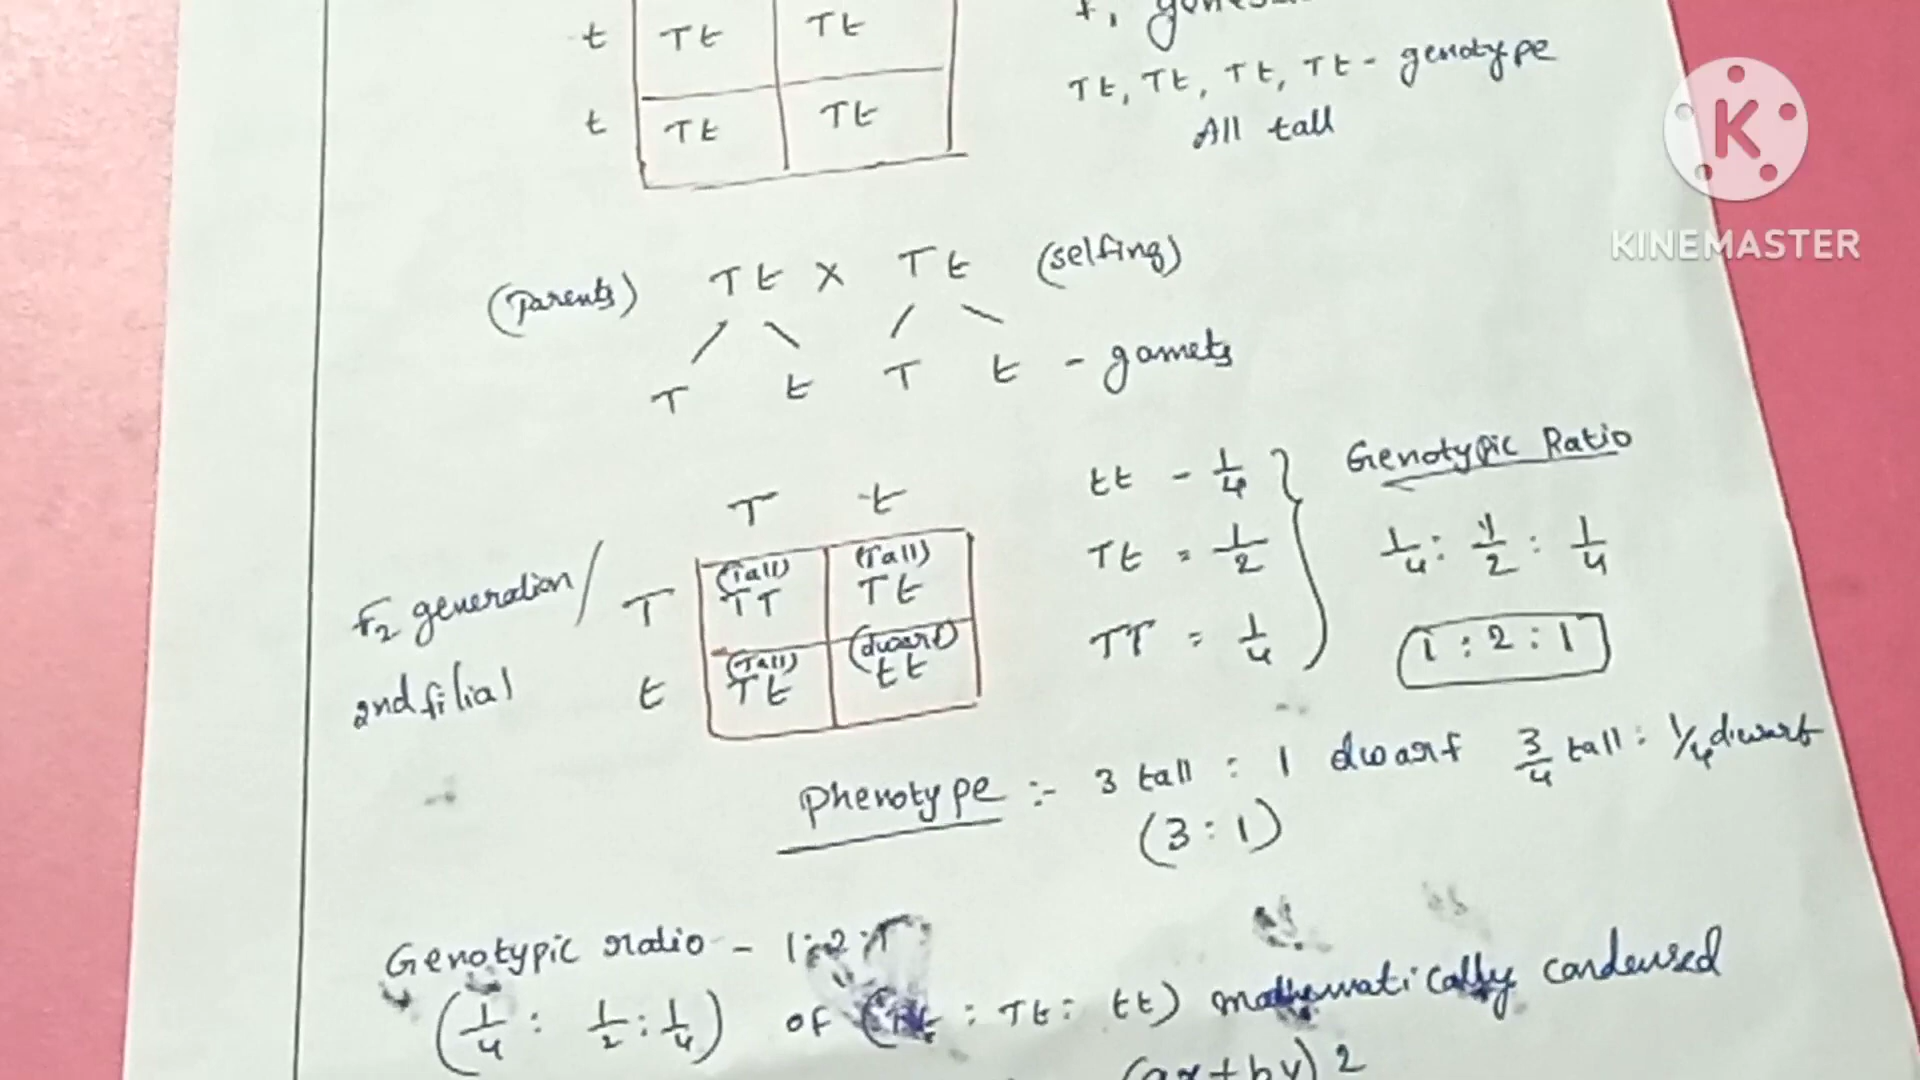 t Tt Tt
F1
Tt, Tt, Tt, Tt - genotype
t Tt Tt
All tall
K
KINEMASTER
(Parents) Tt X Tt (selfing)
T t T t - gamets
tt - 1/4
Genotypic Ratio
T t
Tt = 1/2
1/4 : 1/2 : 1/4
F2 generation/
T (Tall) TT (Tall) Tt
TT = 1/4
1 : 2 : 1
2nd filial
t (Tall) Tt (dwarf) tt
Phenotype :- 3 tall : 1 dwarf 3/4 tall : 1/4 dwarf
(3 : 1)
Genotypic ratio - 1:2:1
(1/4 : 1/2 : 1/4) of : Tt : tt) mathematically condensed
(ax+by)2